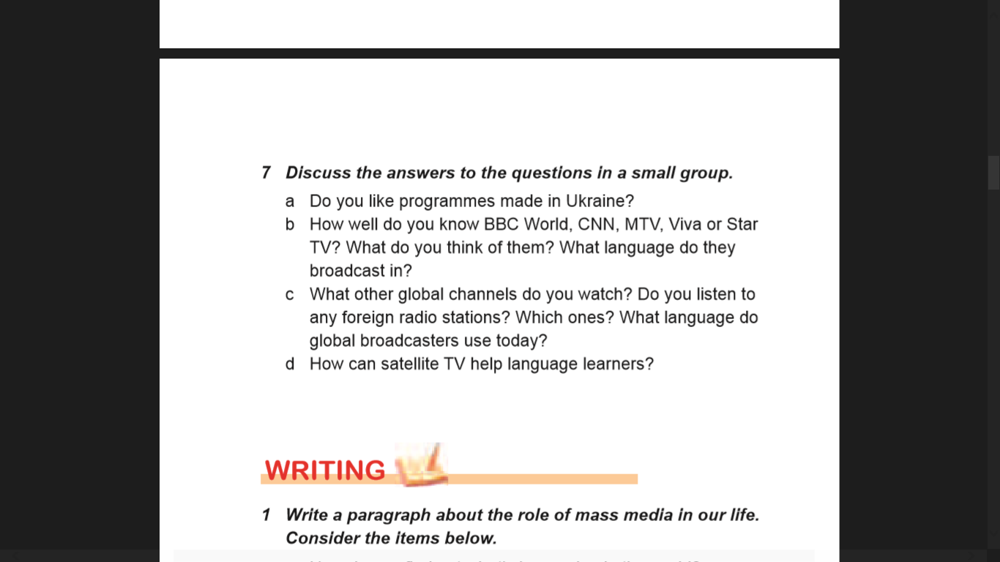 7 Discuss the answers to the questions in a small group.
a Do you like programmes made in Ukraine?
b How well do you know BBC World, CNN, MTV, Viva or Star
TV? What do you think of them? What language do they
broadcast in?
c What other global channels do you watch? Do you listen to
any foreign radio stations? Which ones? What language do
global broadcasters use today?
d How can satellite TV help language learners?
WRITING
1 Write a paragraph about the role of mass media in our life.
Consider the items below.